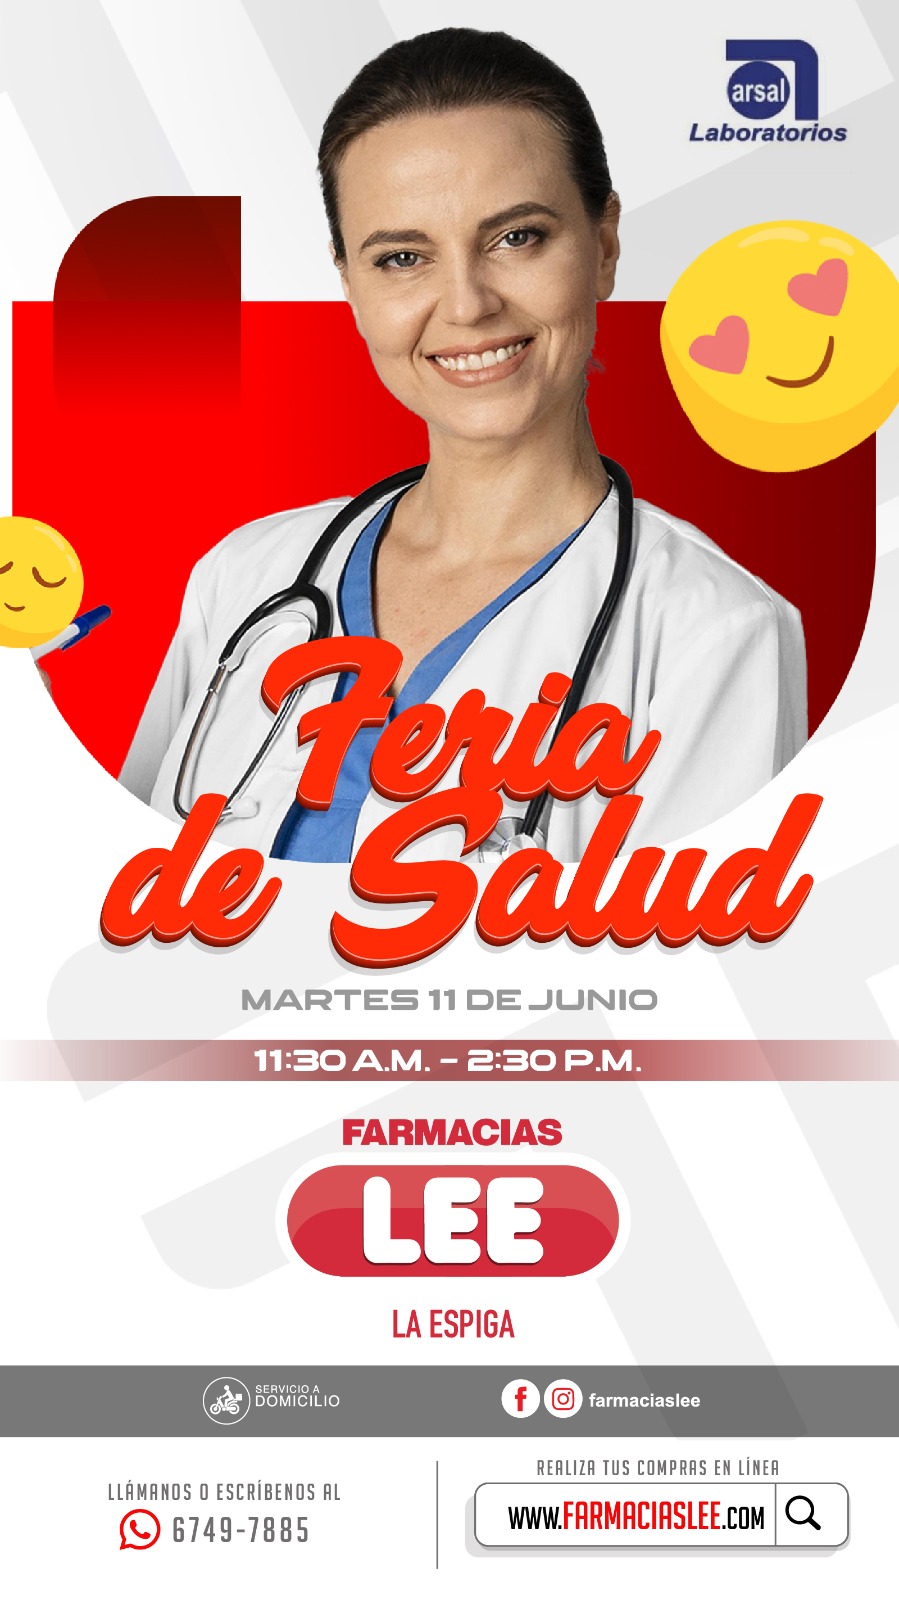 arsal
Laboratorios
Feria
de Salud
MARTES 11 DE JUNIO
11:30 A.M. - 2:30 P.M.
FARMACIAS
LEE
LA ESPIGA
SERVICIO A
DOMICILIO
farmaciaslee
LLÁMANOS O ESCRÍBENOS AL
6749-7885
REALIZA TUS COMPRAS EN LÍNEA
WWW.FARMACIASLEE.COM